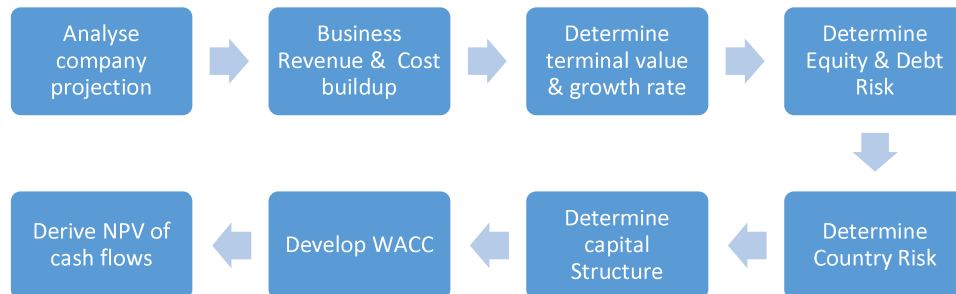 Analyse
company
projection
Business
Revenue & Cost
buildup
Determine
terminal value
& growth rate
Determine
Equity & Debt
Risk
Determine
Country Risk
Determine
capital
Structure
Develop WACC
Derive NPV of
cash flows